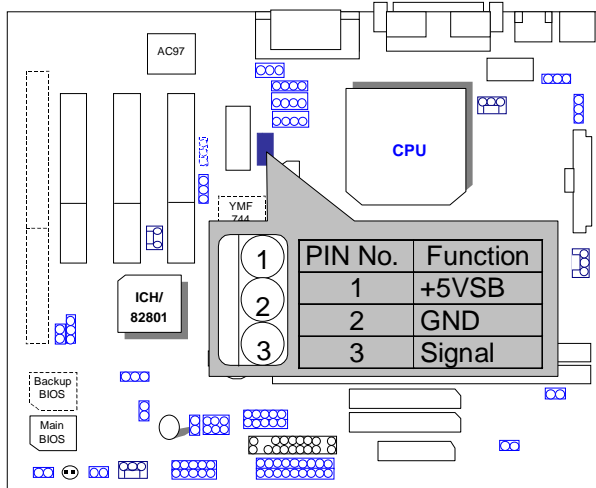 AC97
CPU
YMF
744
1
2
3
PIN No. Function
1 +5VSB
2 GND
3 Signal
ICH/
82801
Backup
BIOS
Main
BIOS